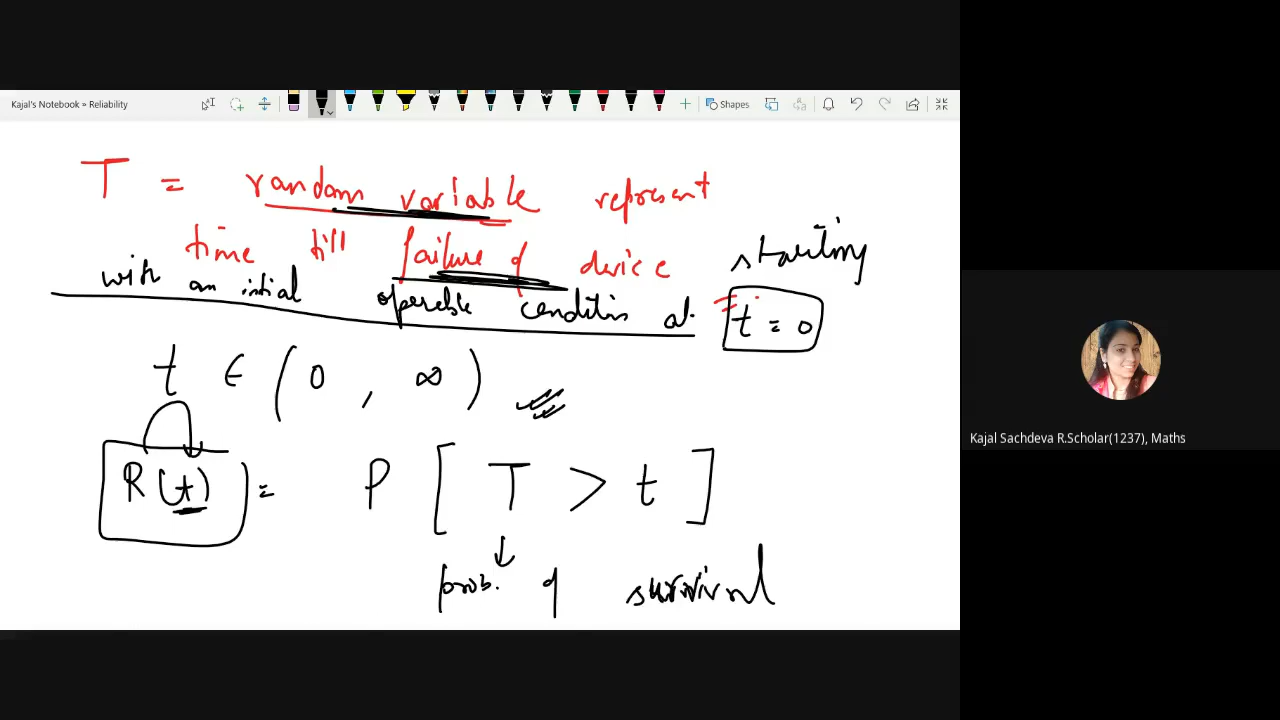 Kajal's Notebook » Reliability
Shapes
T = random variable represent
time till failure of device starting
with an initial operable condition at t = 0
t ∈ (0, ∞)
R(t) = P [T > t]
↓
prob. of survival
Kajal Sachdeva R.Scholar(1237), Maths